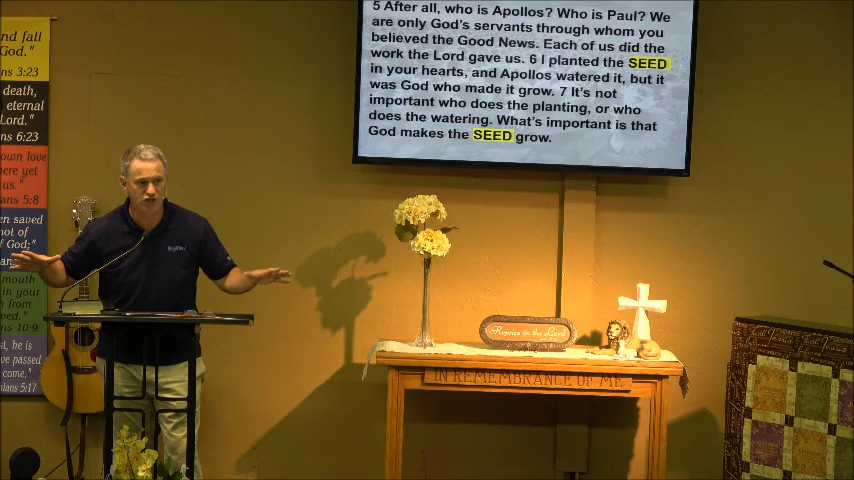 5 After all, who is Apollos? Who is Paul? We
are only God's servants through whom you
believed the Good News. Each of us did the
work the Lord gave us. 6 I planted the SEED
in your hearts, and Apollos watered it, but it
was God who made it grow. 7 It's not
important who does the planting, or who
does the watering. What's important is that
God makes the SEED grow.
nd fall
God."
ns 3:23
death,
eternal
Lord."
ns 6:23
own love
ere yet
us."
ans 5:8
en saved
not of
f God;
mouth
in your
from
ved."
ns 10:9
t, he is
passed
come."
hians 5:17
Rejoice in the Lord
IN REMEMBRANCE OF ME